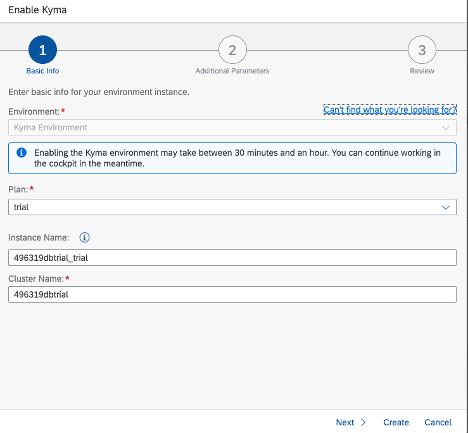 Enable Kyma
1
2
3
Basic Info
Additional Parameters
Review
Enter basic info for your environment instance.
Environment:*
Can't find what you're looking for?
Kyma Environment
Enabling the Kyma environment may take between 30 minutes and an hour. You can continue working in
the cockpit in the meantime.
Plan:*
trial
Instance Name:
496319dbtrial_trial
Cluster Name:*
496319dbtrial
Next
Create
Cancel